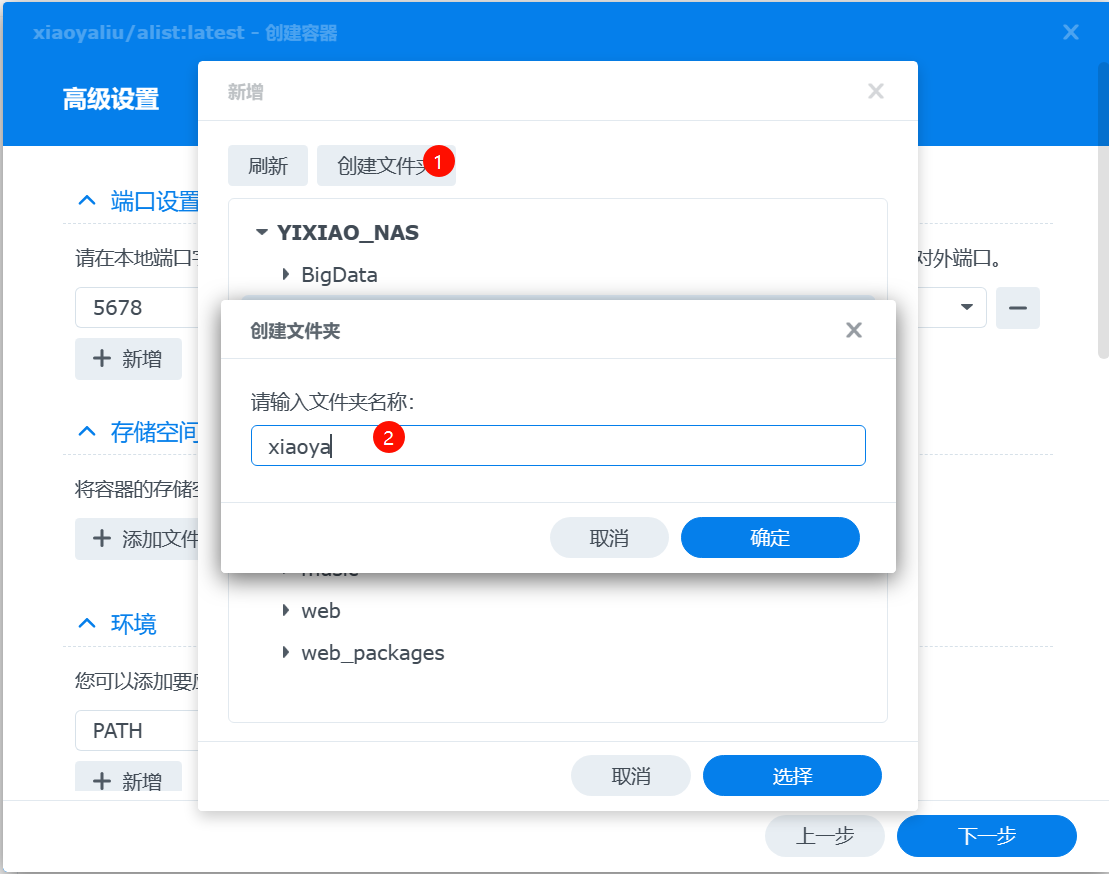 xiaoyaliu/alist:latest - 创建容器
高级设置
新增
刷新
创建文件夹
1
端口设置
YIXIAO_NAS
请在本地端口
对外端口。
BigData
5678
创建文件夹
新增
请输入文件夹名称:
存储空间
xiaoya
2
将容器的存储
取消
确定
添加文件
music
web
环境
web_packages
您可以添加要
PATH
新增
取消
选择
上一步
下一步